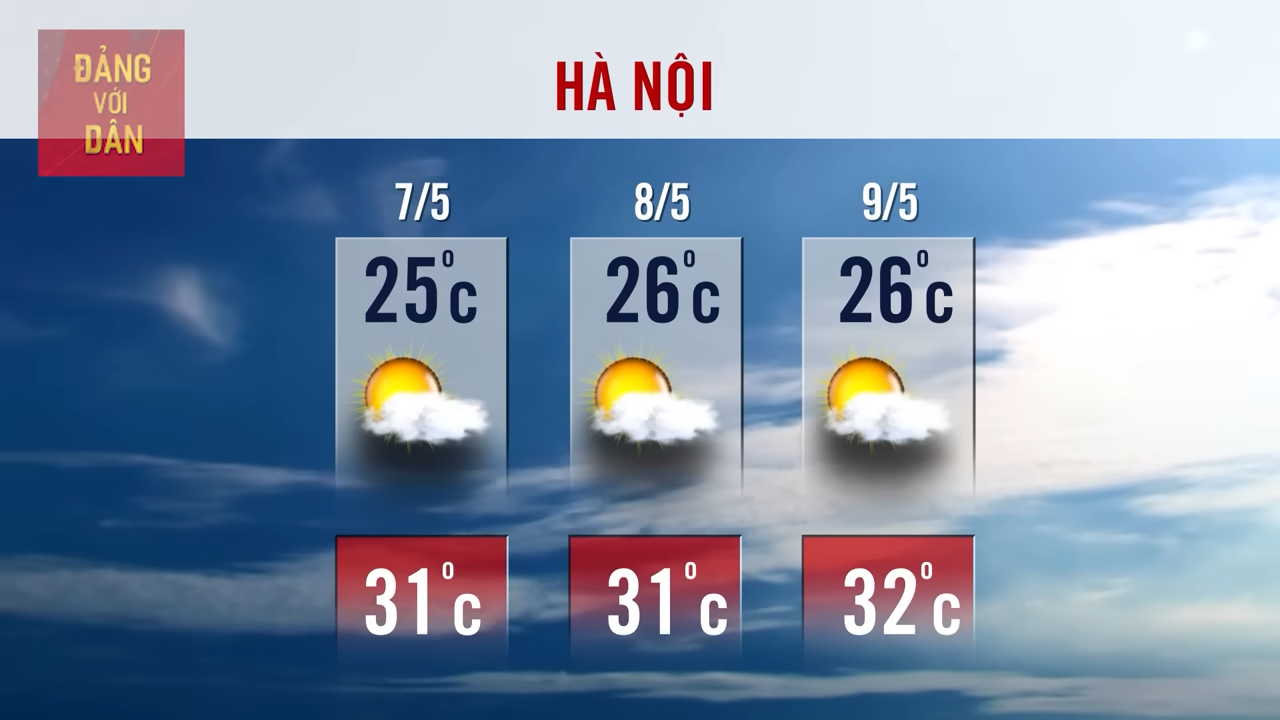 ĐẢNG
VỚI
DÂN
HÀ NỘI
7/5 8/5 9/5
25°C 26°C 26°C
31°C 31°C 32°C